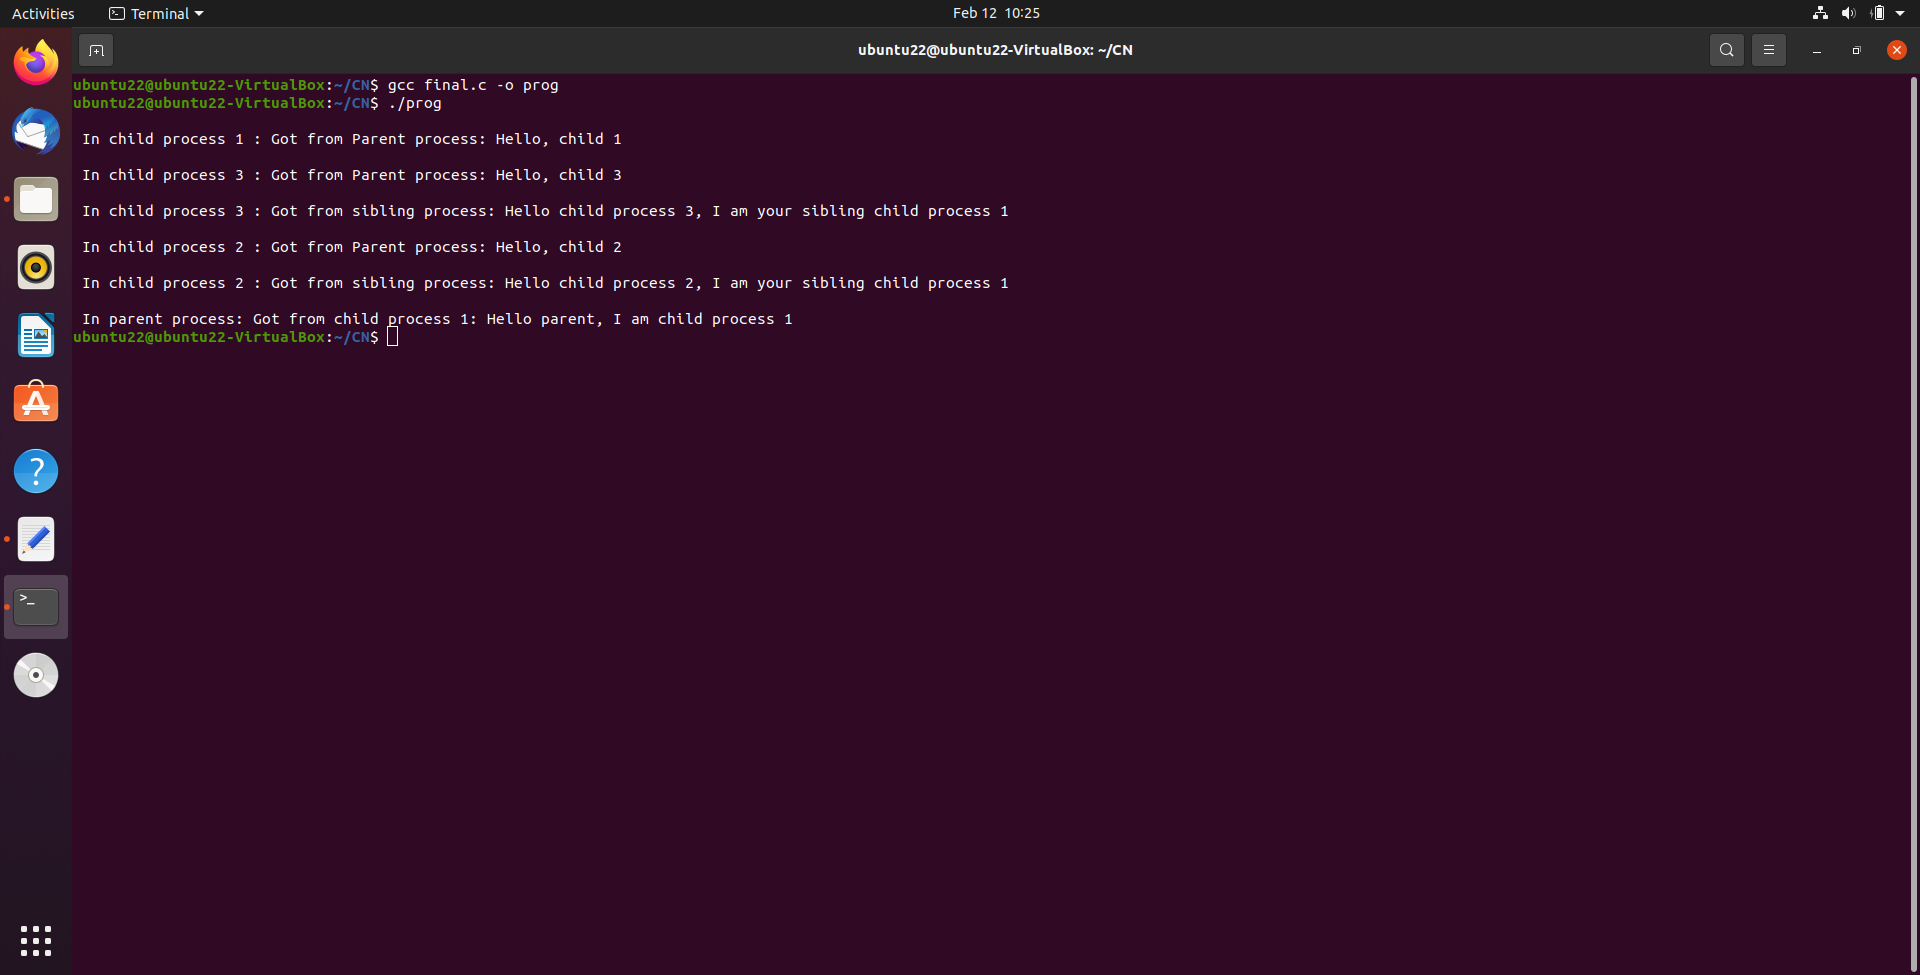 Activities
Terminal
Feb 12 10:25
ubuntu22@ubuntu22-VirtualBox: ~/CN
ubuntu22@ubuntu22-VirtualBox:~/CN$ gcc final.c -o prog
ubuntu22@ubuntu22-VirtualBox:~/CN$ ./prog
In child process 1 : Got from Parent process: Hello, child 1
In child process 3 : Got from Parent process: Hello, child 3
In child process 3 : Got from sibling process: Hello child process 3, I am your sibling child process 1
In child process 2 : Got from Parent process: Hello, child 2
In child process 2 : Got from sibling process: Hello child process 2, I am your sibling child process 1
In parent process: Got from child process 1: Hello parent, I am child process 1
ubuntu22@ubuntu22-VirtualBox:~/CN$